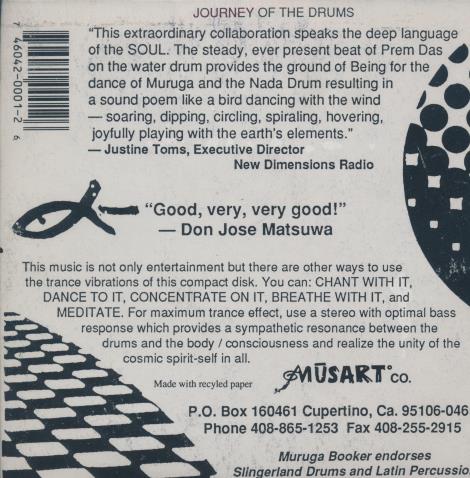 JOURNEY OF THE DRUMS
7 46042-0001-2 6
“This extraordinary collaboration speaks the deep language
of the SOUL. The steady, ever present beat of Prem Das
on the water drum provides the ground of Being for the
dance of Muruga and the Nada Drum resulting in
a sound poem like a bird dancing with the wind
— soaring, dipping, circling, spiraling, hovering,
joyfully playing with the earth's elements.”
— Justine Toms, Executive Director
New Dimensions Radio
“Good, very, very good!”
— Don Jose Matsuwa
This music is not only entertainment but there are other ways to use
the trance vibrations of this compact disk. You can: CHANT WITH IT,
DANCE TO IT, CONCENTRATE ON IT, BREATHE WITH IT, and
MEDITATE. For maximum trance effect, use a stereo with optimal bass
response which provides a sympathetic resonance between the
drums and the body / consciousness and realize the unity of the
cosmic spirit-self in all.
Made with recyled paper
MŪSART° CO.
P.O. Box 160461 Cupertino, Ca. 95106-046
Phone 408-865-1253 Fax 408-255-2915
Muruga Booker endorses
Slingerland Drums and Latin Percussio